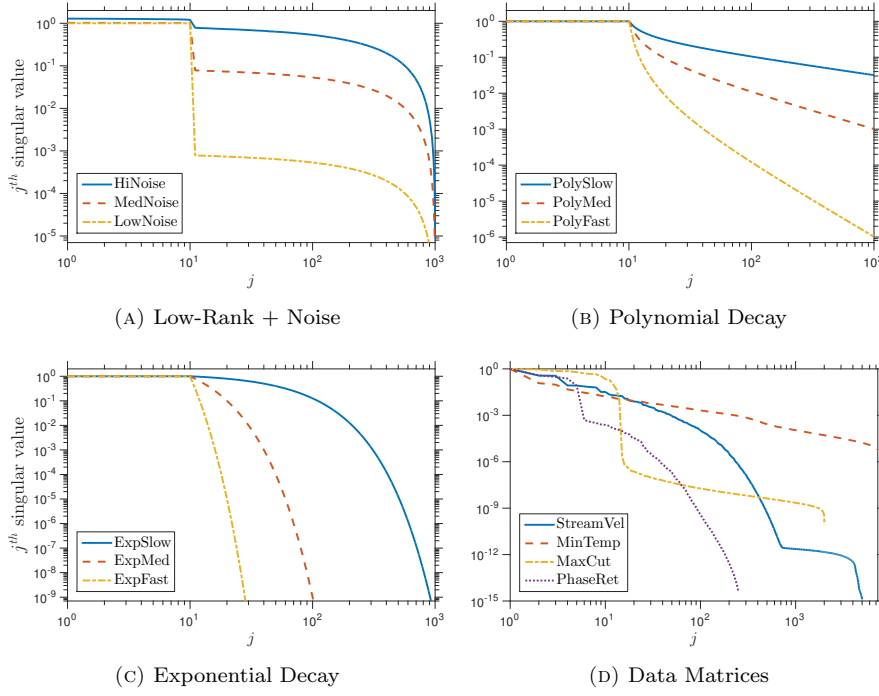 10^0
10^-1
10^-2
10^-3
10^-4
10^-5
j^th singular value
HiNoise
MedNoise
LowNoise
10^0 10^1 10^2 10^3
j
(A) Low-Rank + Noise
10^0
10^-1
10^-2
10^-3
10^-4
10^-5
10^-6
PolySlow
PolyMed
PolyFast
10^0 10^1 10^2 10^3
j
(B) Polynomial Decay
10^0
10^-1
10^-2
10^-3
10^-4
10^-5
10^-6
10^-7
10^-8
10^-9
j^th singular value
ExpSlow
ExpMed
ExpFast
10^0 10^1 10^2 10^3
j
(C) Exponential Decay
10^0
10^-3
10^-6
10^-9
10^-12
10^-15
StreamVel
MinTemp
MaxCut
PhaseRet
10^0 10^1 10^2 10^3
j
(D) Data Matrices